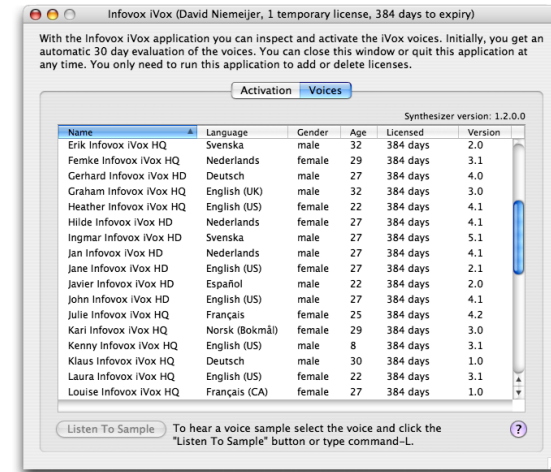 Infovox iVox (David Niemeijer, 1 temporary license, 384 days to expiry)
With the Infovox iVox application you can inspect and activate the iVox voices. Initially, you get an
automatic 30 day evaluation of the voices. You can close this window or quit this application at
any time. You only need to run this application to add or delete licenses.
Activation Voices
Synthesizer version: 1.2.0.0
Name Language Gender Age Licensed Version
Erik Infovox iVox HQ Svenska male 32 384 days 2.0
Femke Infovox iVox HQ Nederlands female 29 384 days 3.1
Gerhard Infovox iVox HD Deutsch male 27 384 days 4.0
Graham Infovox iVox HQ English (UK) male 32 384 days 3.0
Heather Infovox iVox HQ English (US) female 22 384 days 4.1
Hilde Infovox iVox HD Nederlands female 27 384 days 4.1
Ingmar Infovox iVox HD Svenska male 27 384 days 5.1
Jan Infovox iVox HD Nederlands male 27 384 days 4.1
Jane Infovox iVox HD English (US) female 27 384 days 2.1
Javier Infovox iVox HD Español male 22 384 days 2.0
John Infovox iVox HD English (US) male 27 384 days 4.1
Julie Infovox iVox HQ Français female 25 384 days 4.2
Kari Infovox iVox HQ Norsk (Bokmål) female 29 384 days 3.0
Kenny Infovox iVox HQ English (US) male 8 384 days 3.1
Klaus Infovox iVox HQ Deutsch male 30 384 days 1.0
Laura Infovox iVox HQ English (US) female 22 384 days 3.1
Louise Infovox iVox HQ Français (CA) female 27 384 days 1.0
Listen To Sample To hear a voice sample select the voice and click the
"Listen To Sample" button or type command-L.
?